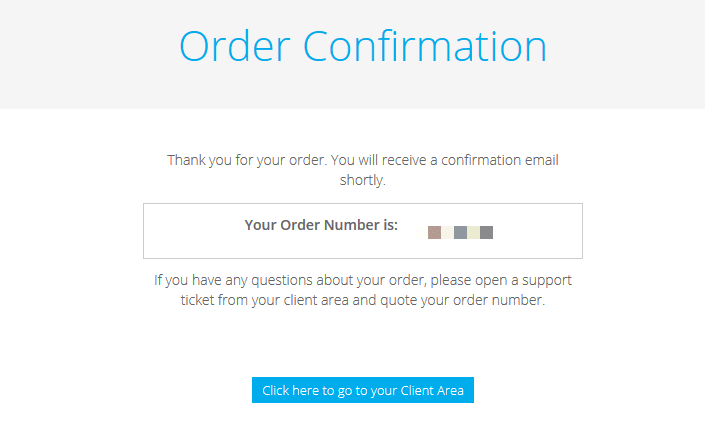 Order Confirmation
Thank you for your order. You will receive a confirmation email
shortly.
Your Order Number is:
If you have any questions about your order, please open a support
ticket from your client area and quote your order number.
Click here to go to your Client Area